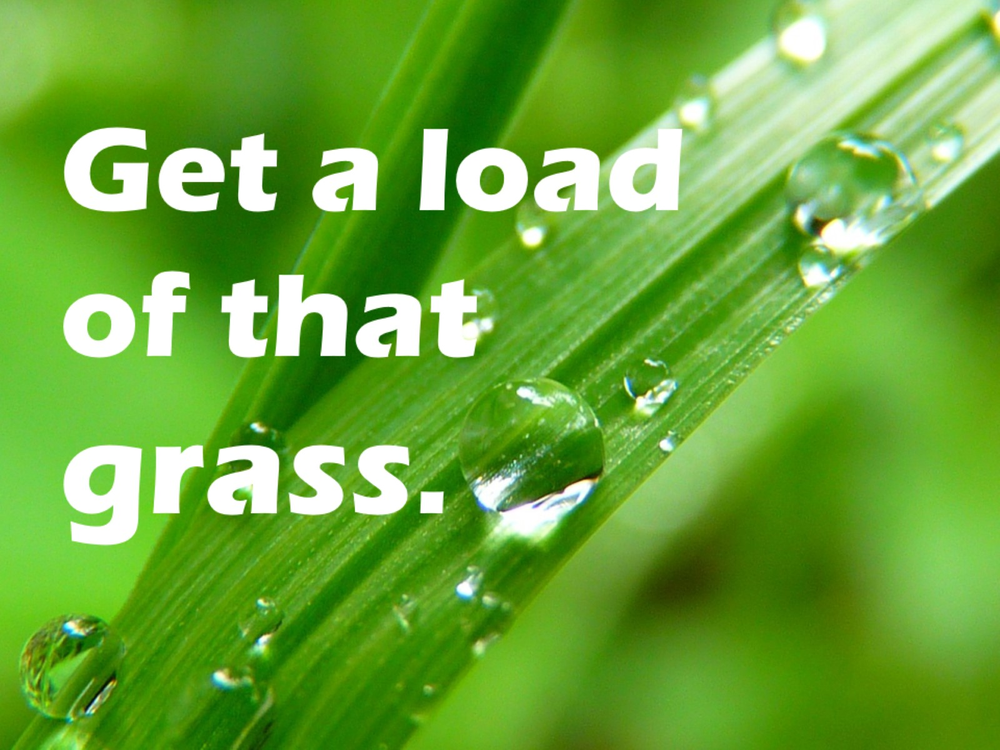 Get a load
of that
grass.